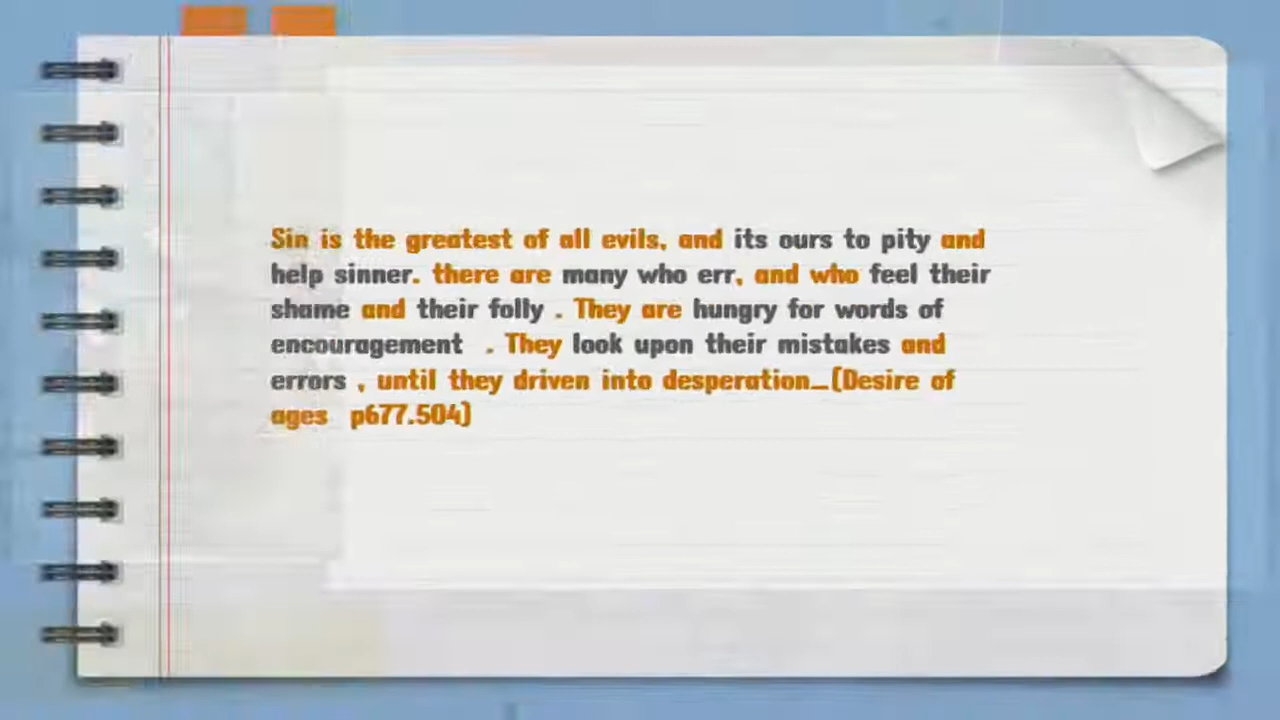 Sin is the greatest of all evils, and its ours to pity and
help sinner. there are many who err, and who feel their
shame and their folly . They are hungry for words of
encouragement . They look upon their mistakes and
errors , until they driven into desperation_(Desire of
ages p677.504)